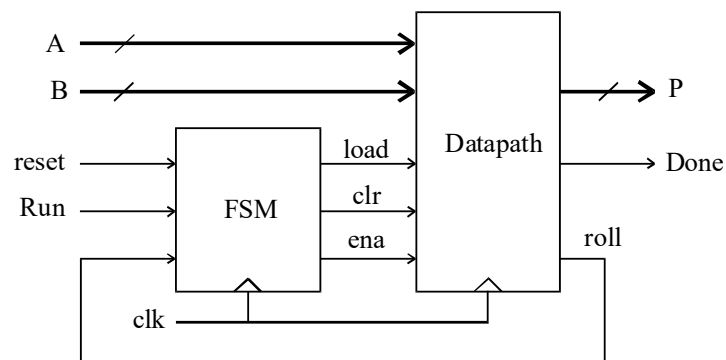 A
B
P
load
Datapath
reset
Done
clr
Run
FSM
ena
roll
clk